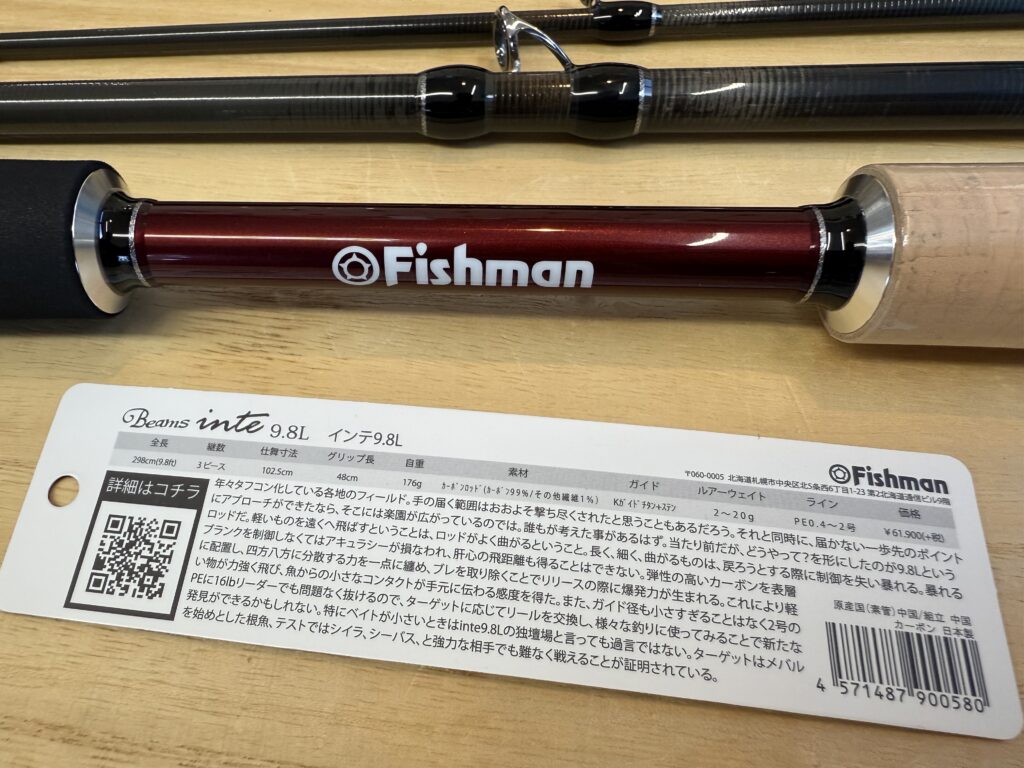 Fishman
Beams inte 9.8L インテ9.8L
Fishman
〒060-0005 北海道札幌市中央区北5条西6丁目1-23 第2北海道通信ビル9階
全長 継数 仕舞寸法 グリップ長 自重 素材 ガイド ルアーウェイト ライン 価格
298cm(9.8ft) 3ピース 102.5cm 48cm 176g ｶｰﾎﾞﾝﾛｯﾄﾞ(ｶｰﾎﾞﾝ99%/その他繊維1%) Kｶﾞｲﾄﾞﾁﾀﾝ+ｽﾃﾝ 2～20g PE0.4～2号 ¥61.900(+税)
詳細はコチラ
年々タフコン化している各地のフィールド。手の届く範囲はおおよそ撃ち尽くされたと思うこともあるだろう。それと同時に、届かない一歩先のポイント
にアプローチができたなら、そこには楽園が広がっているのでは。誰もが考えた事があるはず。当たり前だが、どうやって？を形にしたのが9.8Lという
ロッドだ。軽いものを遠くへ飛ばすということは、ロッドがよく曲がるということ。長く、細く、曲がるものは、戻ろうとする際に制御を失い暴れる。暴れる
ブランクを制御しなくてはアキュラシーが損なわれ、肝心の飛距離も得ることはできない。弾性の高いカーボンを表層
に配置し、四方八方に分散する力を一点に纏め、ブレを取り除くことでリリースの際に爆発力が生まれる。これにより軽
い物が力強く飛び、魚からの小さなコンタクトが手元に伝わる感度を得た。また、ガイド径も小さすぎることはなく2号の
PEに16lbリーダーでも問題なく抜けるので、ターゲットに応じてリールを交換し、様々な釣りに使ってみることで新たな
発見ができるかもしれない。特にベイトが小さいときはinte9.8Lの独壇場と言っても過言ではない。ターゲットはメバル
を始めとした根魚、テストではシイラ、シーバス、と強力な相手でも難なく戦えることが証明されている。
原産国(素管)中国/組立 中国
カーボン 日本製
4 571487 900580